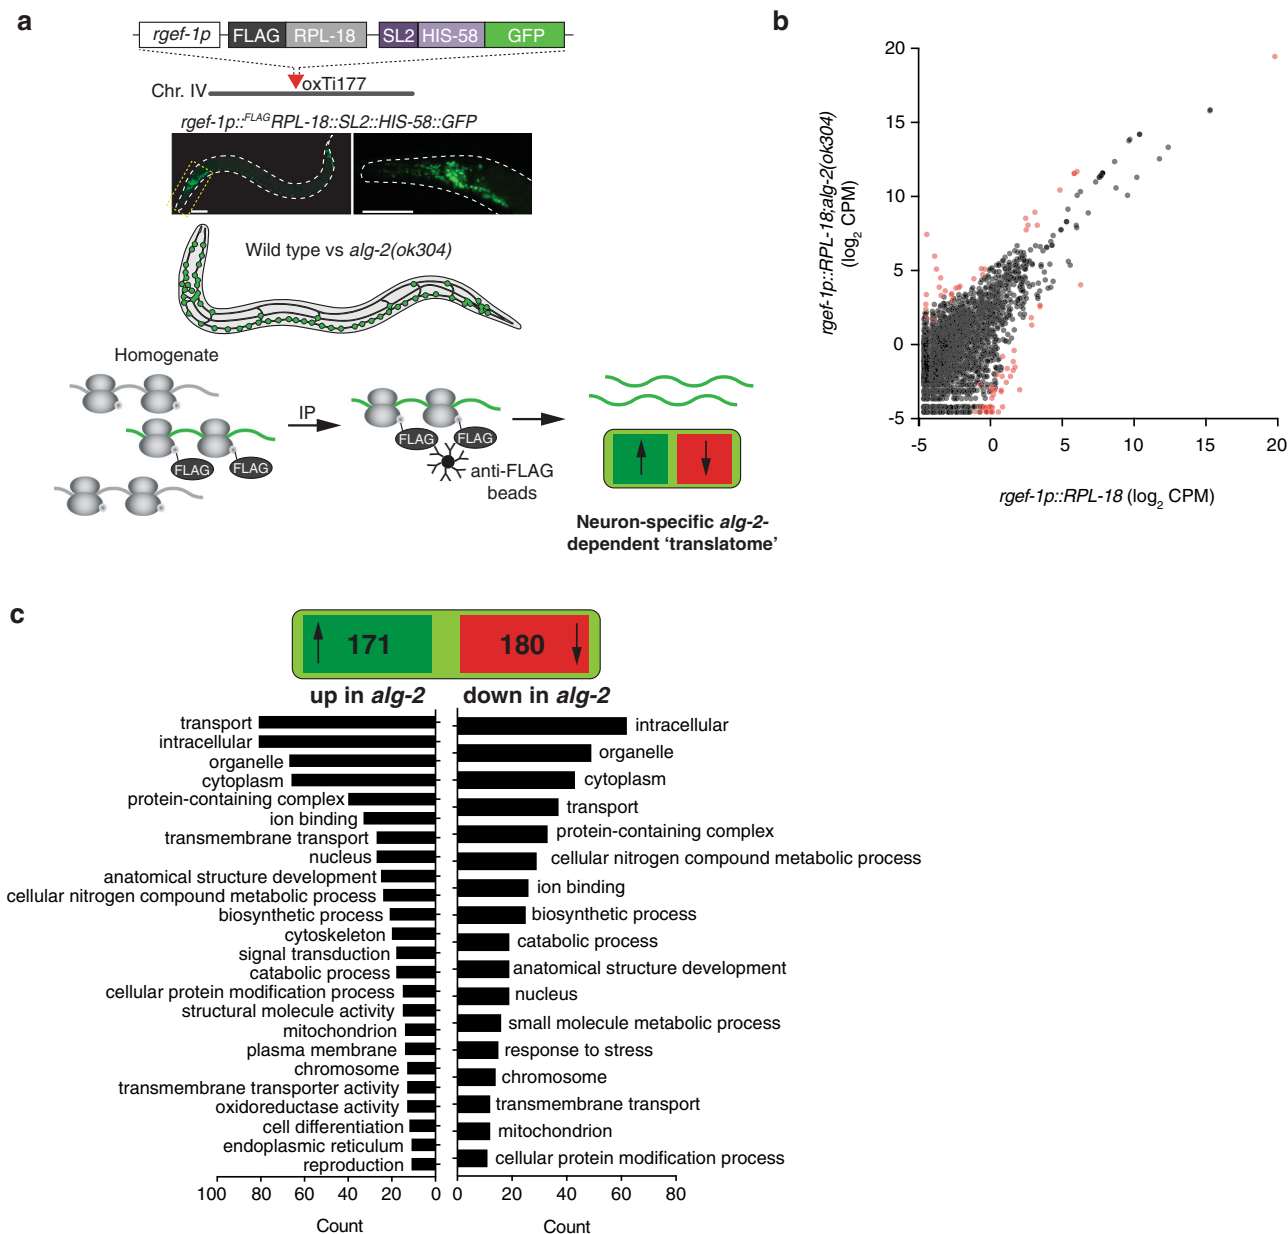 a
rgef-1p FLAG RPL-18 SL2 HIS-58 GFP
oxTi177
Chr. IV
rgef-1p::FLAGRPL-18::SL2::HIS-58::GFP
Wild type vs alg-2(ok304)
Homogenate
IP
FLAG FLAG
FLAG FLAG
anti-FLAG
beads
Neuron-specific alg-2-
dependent ‘translatome’
b
rgef-1p::RPL-18;alg-2(ok304)
(log2 CPM)
20
15
10
5
0
-5
-5 0 5 10 15 20
rgef-1p::RPL-18 (log2 CPM)
c
171 180
up in alg-2 down in alg-2
transport
intracellular
organelle
cytoplasm
protein-containing complex
ion binding
transmembrane transport
nucleus
anatomical structure development
cellular nitrogen compound metabolic process
biosynthetic process
cytoskeleton
signal transduction
catabolic process
cellular protein modification process
structural molecule activity
mitochondrion
plasma membrane
chromosome
transmembrane transporter activity
oxidoreductase activity
cell differentiation
endoplasmic reticulum
reproduction
100 80 60 40 20 0
Count
intracellular
organelle
cytoplasm
transport
protein-containing complex
cellular nitrogen compound metabolic process
ion binding
biosynthetic process
catabolic process
anatomical structure development
nucleus
small molecule metabolic process
response to stress
chromosome
transmembrane transport
mitochondrion
cellular protein modification process
0 20 40 60 80
Count